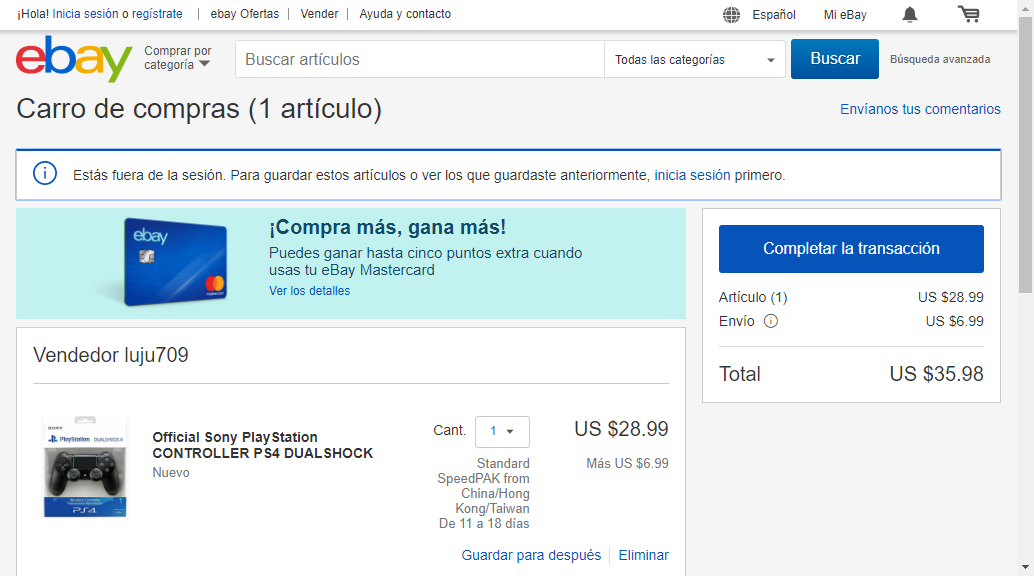 ¡Hola! Inicia sesión o regístrate | ebay Ofertas | Vender | Ayuda y contacto
Español Mi eBay
ebay
Comprar por
categoría
Buscar artículos
Todas las categorías
Buscar
Búsqueda avanzada
Carro de compras (1 artículo)
Envíanos tus comentarios
Estás fuera de la sesión. Para guardar estos artículos o ver los que guardaste anteriormente, inicia sesión primero.
ebay
¡Compra más, gana más!
Puedes ganar hasta cinco puntos extra cuando
usas tu eBay Mastercard
Ver los detalles
Completar la transacción
Artículo (1) US $28.99
Envío US $6.99
Total US $35.98
Vendedor luju709
SONY
PlayStation DUALSHOCK 4
PS4
Official Sony PlayStation
CONTROLLER PS4 DUALSHOCK
Nuevo
Cant. 1
US $28.99
Más US $6.99
Standard
SpeedPAK from
China/Hong
Kong/Taiwan
De 11 a 18 días
Guardar para después | Eliminar